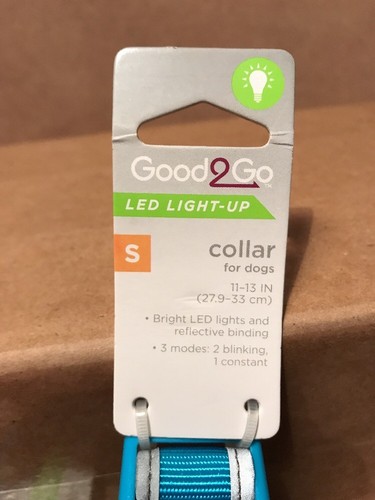 Good2Go
LED LIGHT-UP
S
collar
for dogs
11–13 IN
(27.9–33 cm)
• Bright LED lights and
reflective binding
• 3 modes: 2 blinking,
1 constant